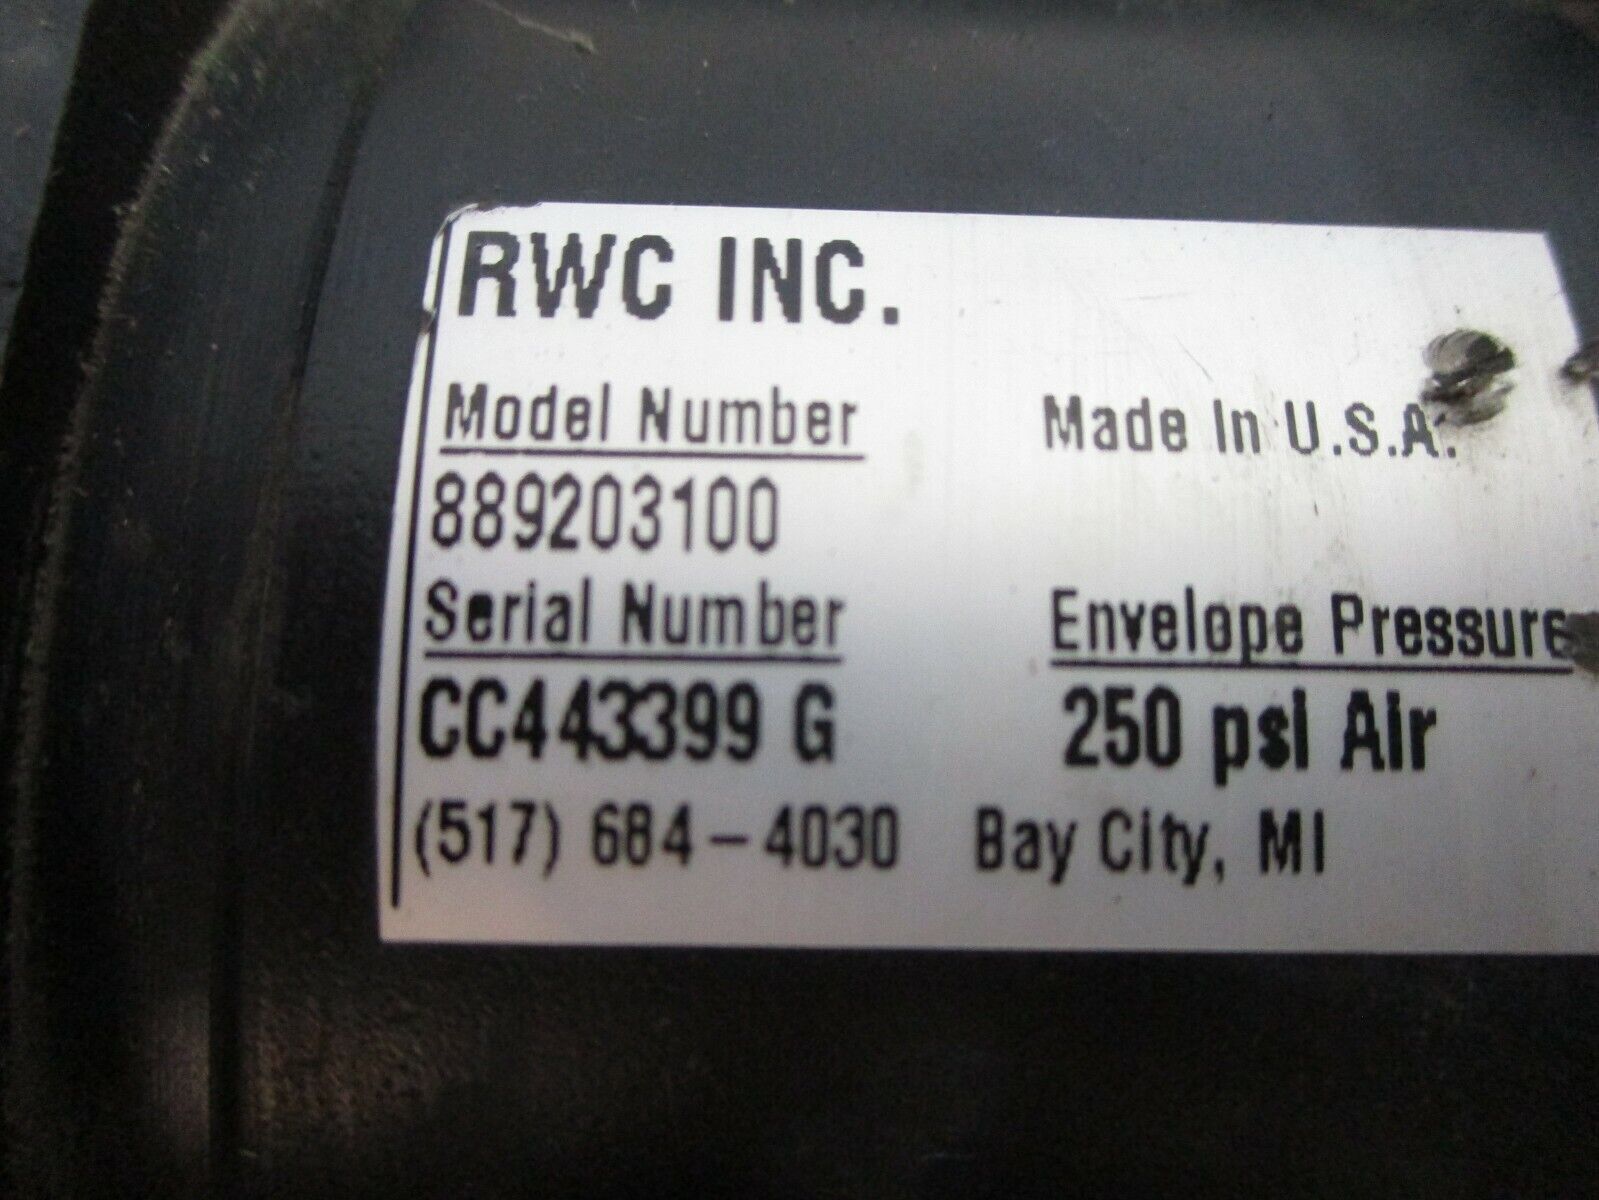 RWC INC.
Model Number Made In U.S.A.
889203100
Serial Number Envelope Pressure
CC443399 G 250 psI AIr
(517) 684-4030 Bay CIty, MI